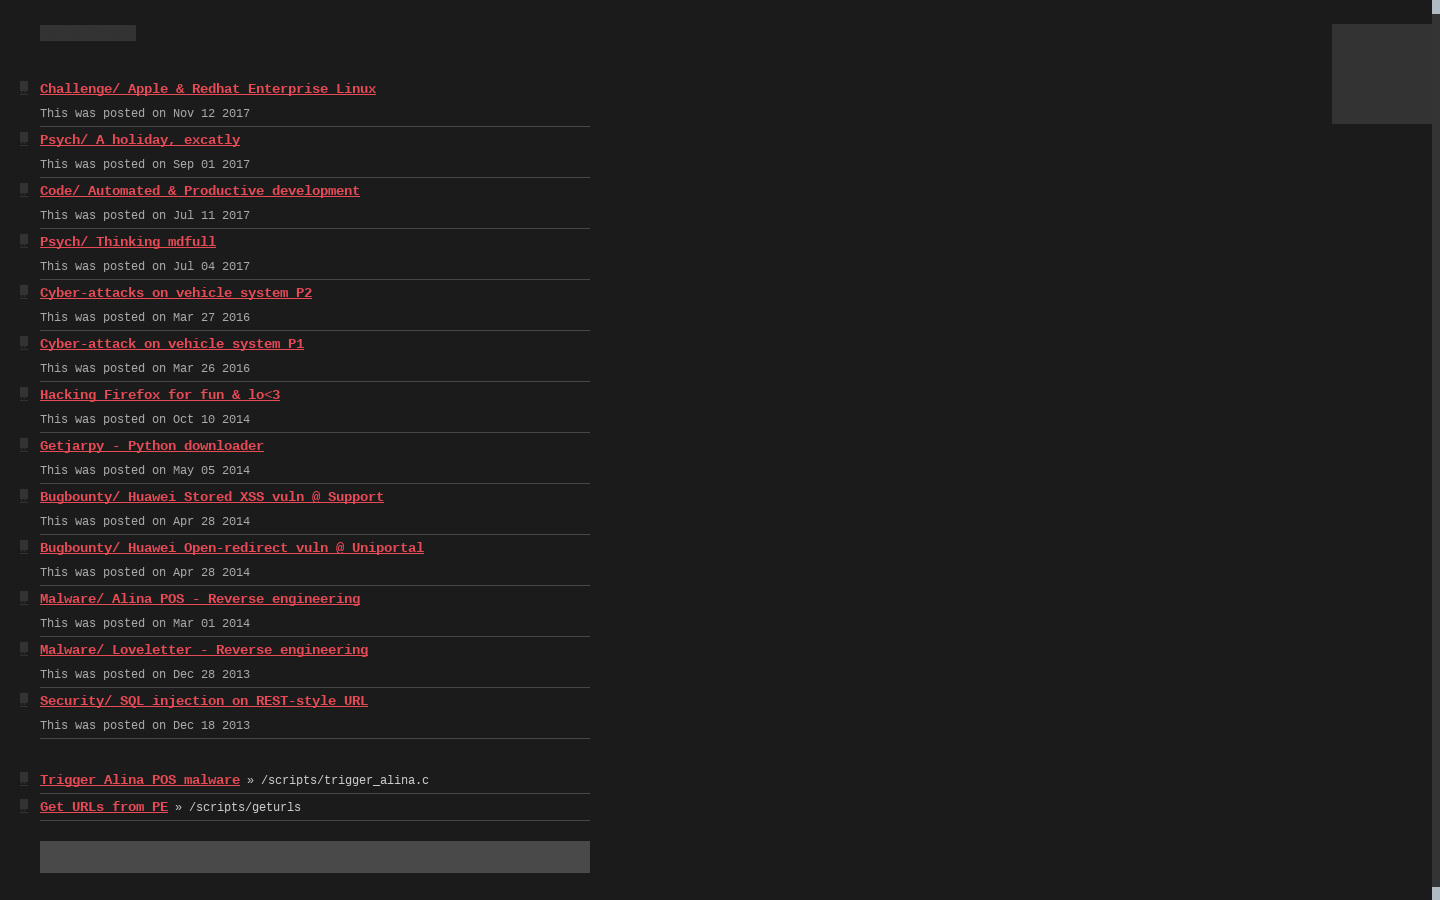 Challenge/ Apple & Redhat Enterprise Linux
This was posted on Nov 12 2017
Psych/ A holiday, excatly
This was posted on Sep 01 2017
Code/ Automated & Productive development
This was posted on Jul 11 2017
Psych/ Thinking mdfull
This was posted on Jul 04 2017
Cyber-attacks on vehicle system P2
This was posted on Mar 27 2016
Cyber-attack on vehicle system P1
This was posted on Mar 26 2016
Hacking Firefox for fun & lo<3
This was posted on Oct 10 2014
Getjarpy - Python downloader
This was posted on May 05 2014
Bugbounty/ Huawei Stored XSS vuln @ Support
This was posted on Apr 28 2014
Bugbounty/ Huawei Open-redirect vuln @ Uniportal
This was posted on Apr 28 2014
Malware/ Alina POS - Reverse engineering
This was posted on Mar 01 2014
Malware/ Loveletter - Reverse engineering
This was posted on Dec 28 2013
Security/ SQL injection on REST-style URL
This was posted on Dec 18 2013
Trigger Alina POS malware » /scripts/trigger_alina.c
Get URLs from PE » /scripts/geturls